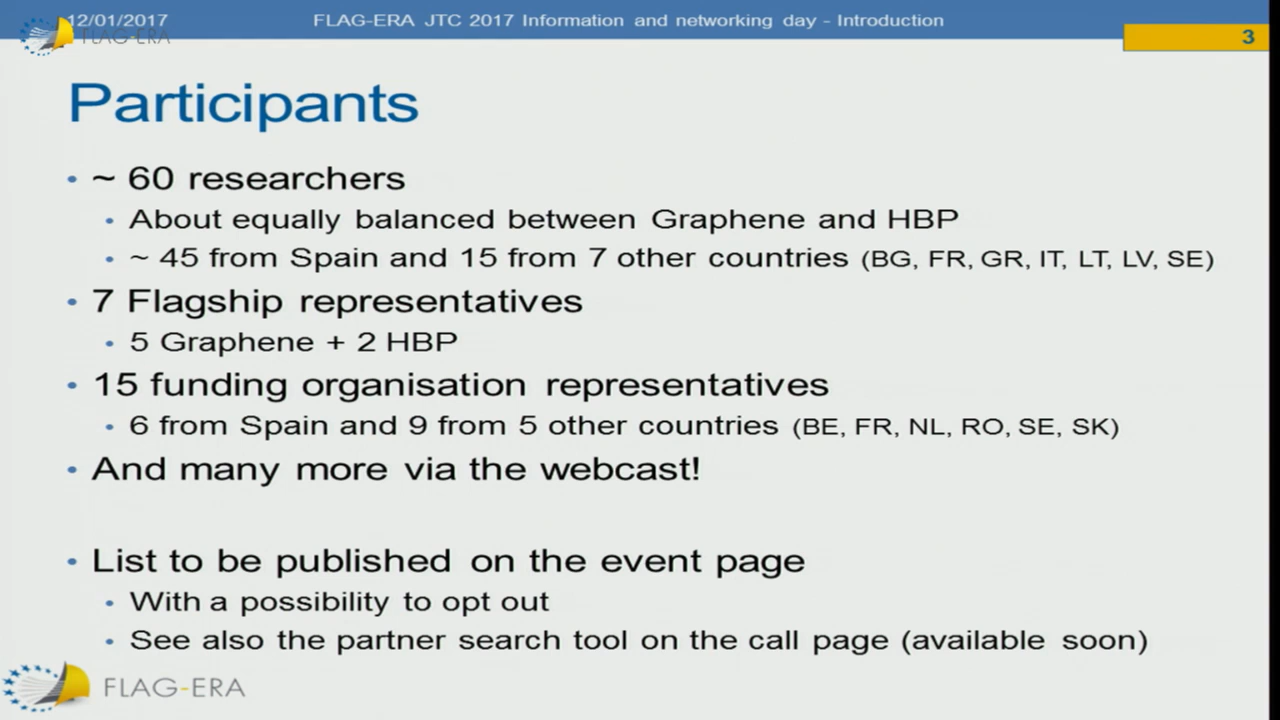 12/01/2017 FLAG-ERA JTC 2017 Information and networking day - Introduction
FLAG-ERA
3
Participants
• ~ 60 researchers
• About equally balanced between Graphene and HBP
• ~ 45 from Spain and 15 from 7 other countries (BG, FR, GR, IT, LT, LV, SE)
• 7 Flagship representatives
• 5 Graphene + 2 HBP
• 15 funding organisation representatives
• 6 from Spain and 9 from 5 other countries (BE, FR, NL, RO, SE, SK)
• And many more via the webcast!
• List to be published on the event page
• With a possibility to opt out
• See also the partner search tool on the call page (available soon)
FLAG-ERA